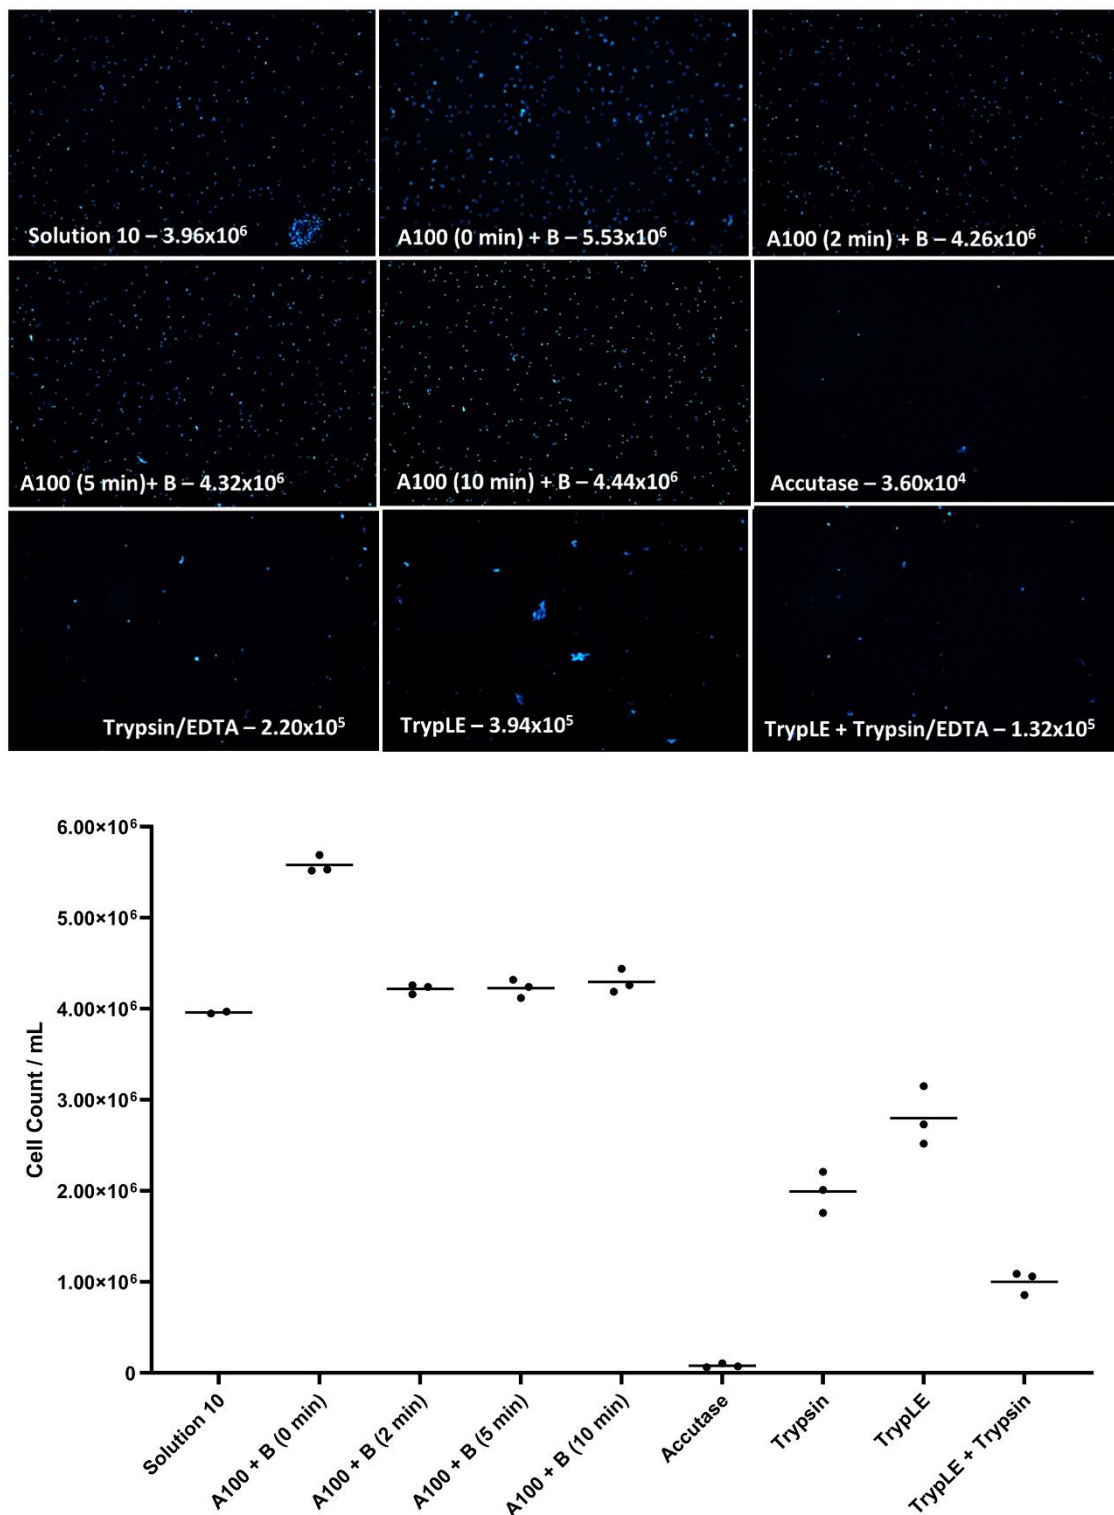 Solution 10 – 3.96x10⁶
A100 (0 min) + B – 5.53x10⁶
A100 (2 min) + B – 4.26x10⁶
A100 (5 min)+ B – 4.32x10⁶
A100 (10 min) + B – 4.44x10⁶
Accutase – 3.60x10⁴
Trypsin/EDTA – 2.20x10⁵
TrypLE – 3.94x10⁵
TrypLE + Trypsin/EDTA – 1.32x10⁵
6.00×10⁶
5.00×10⁶
4.00×10⁶
3.00×10⁶
2.00×10⁶
1.00×10⁶
0
Cell Count / mL
Solution 10
A100 + B (0 min)
A100 + B (2 min)
A100 + B (5 min)
A100 + B (10 min)
Accutase
Trypsin
TrypLE
TrypLE + Trypsin